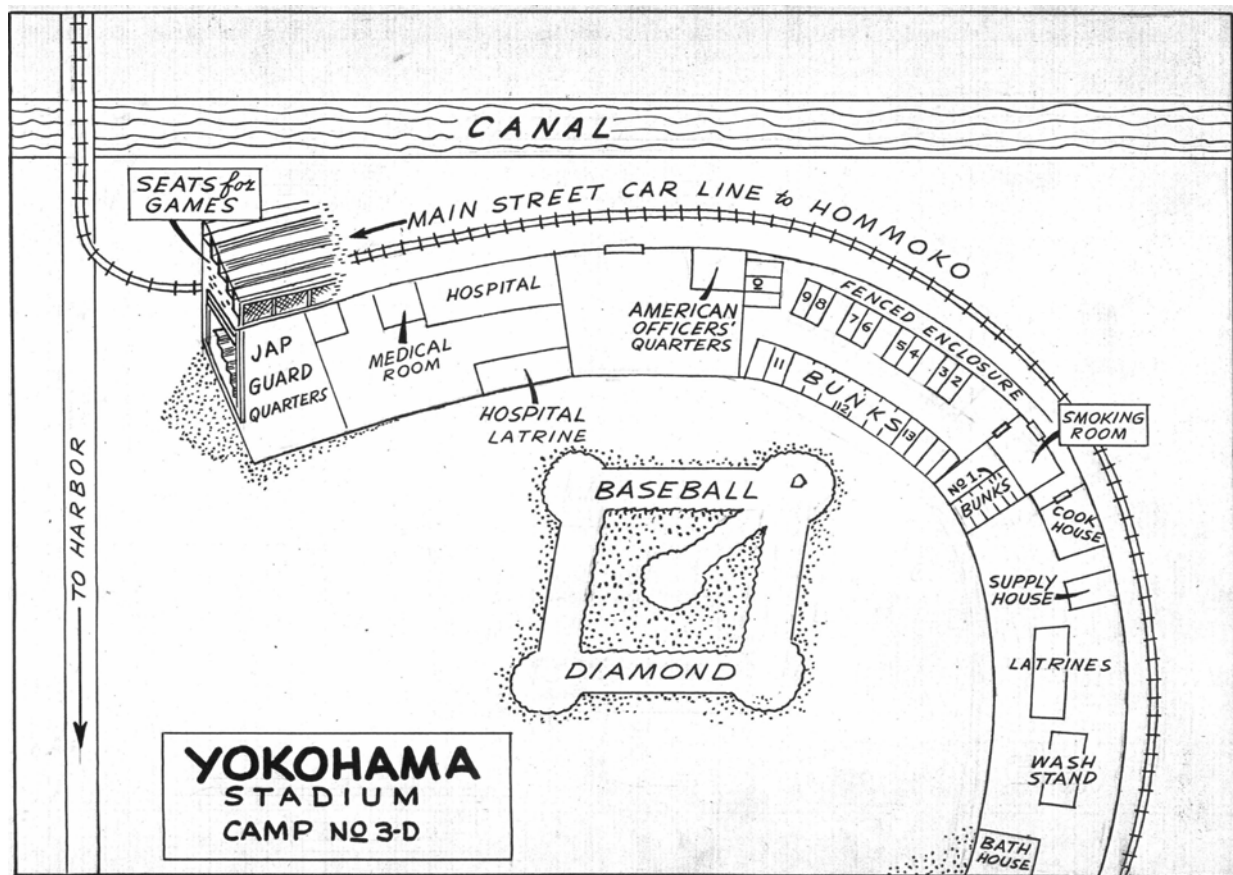 CANAL
SEATS for
GAMES
MAIN STREET CAR LINE to HOMMOKO
JAP
GUARD
QUARTERS
MEDICAL
ROOM
HOSPITAL
HOSPITAL
LATRINE
AMERICAN
OFFICERS'
QUARTERS
10
9 8
7 6
5 4
3 2
FENCED ENCLOSURE
11
BUNKS
12
13
SMOKING
ROOM
No 1.
BUNKS
COOK
HOUSE
SUPPLY
HOUSE
LATRINES
WASH
STAND
BATH
HOUSE
BASEBALL
DIAMOND
TO HARBOR
YOKOHAMA
STADIUM
CAMP No 3-D